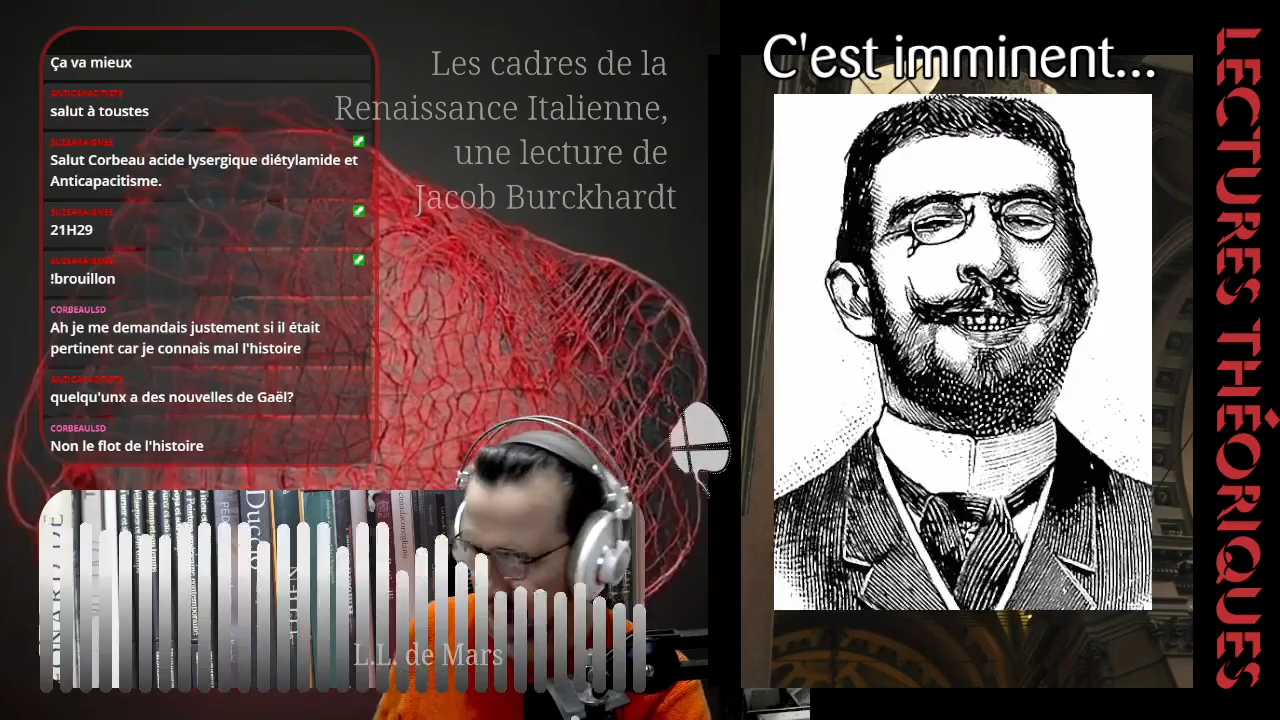 Ça va mieux
ANTICAPACITISTE
salut à toustes
SUZEARAIGNEE
Salut Corbeau acide lysergique diétylamide et
Anticapacitisme.
SUZEARAIGNEE
21H29
SUZEARAIGNEE
!brouillon
CORBEAULSD
Ah je me demandais justement si il était
pertinent car je connais mal l'histoire
ANTICAPACITISTE
quelqu'unx a des nouvelles de Gaël?
CORBEAULSD
Non le flot de l'histoire
Les cadres de la
Renaissance Italienne,
une lecture de
Jacob Burckhardt
C'est imminent...
LECTURES THÉORIQUES
L.L. de Mars